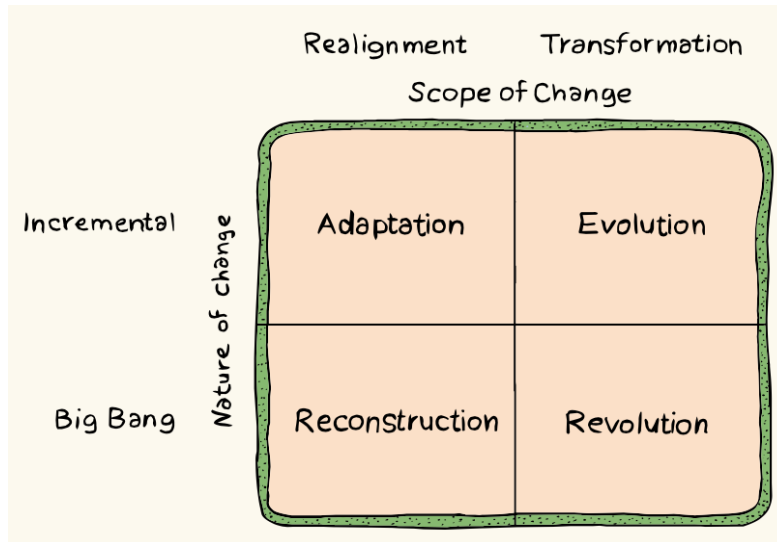 Realignment Transformation
Scope of Change
Incremental
Nature of change
Adaptation Evolution
Big Bang
Reconstruction Revolution